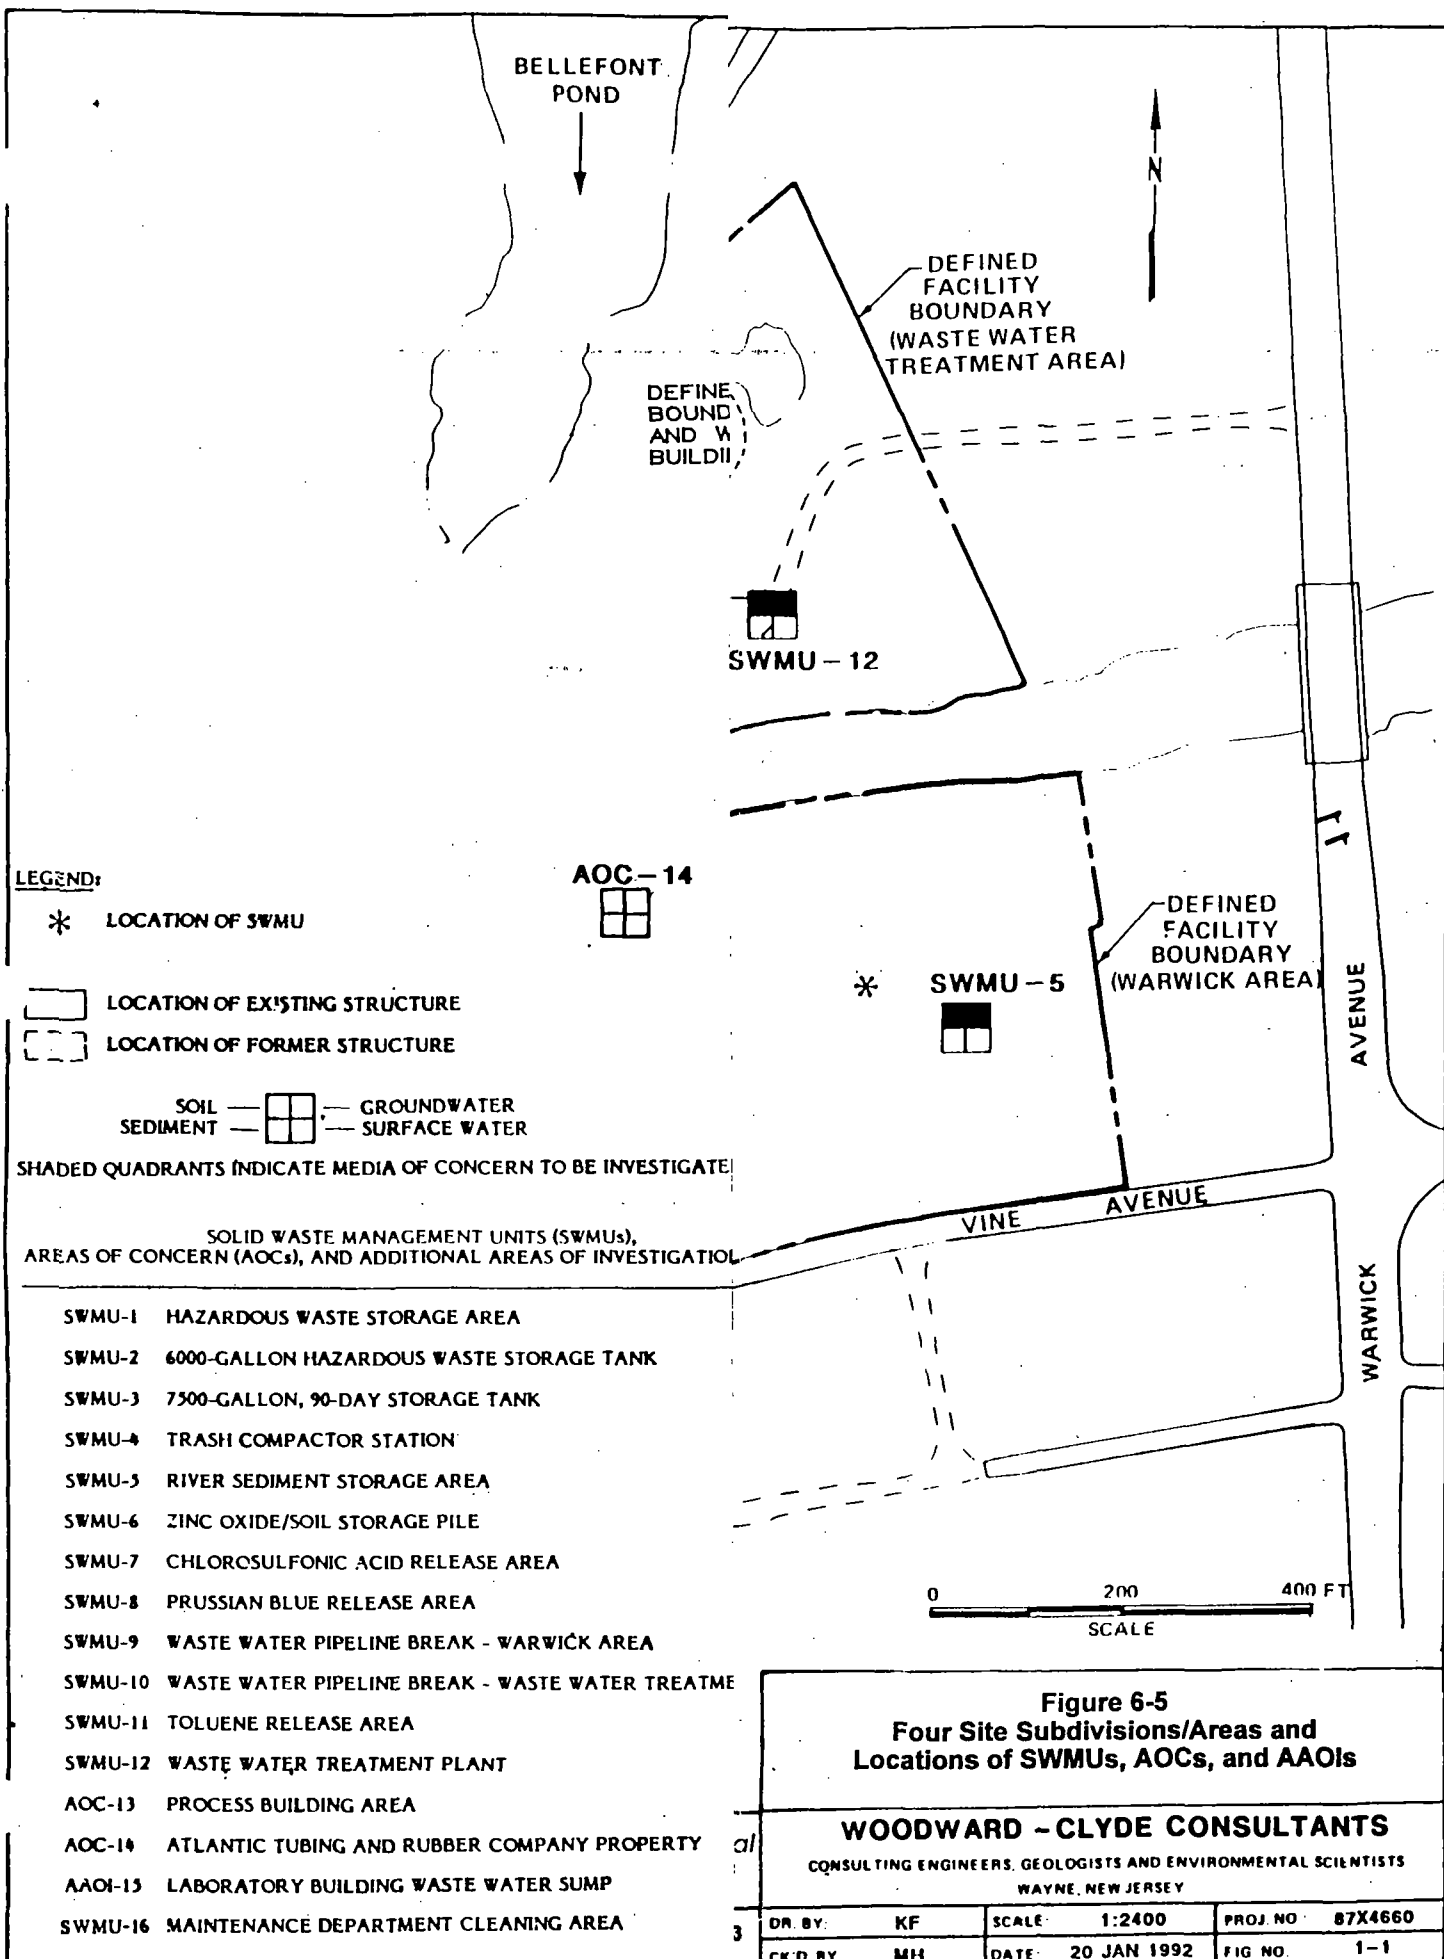 BELLEFONT
POND
N
DEFINED
FACILITY
BOUNDARY
(WASTE WATER
TREATMENT AREA)
DEFINE
BOUND
AND W
BUILDI
SWMU-12
AOC-14
LEGEND:
LOCATION OF SWMU
LOCATION OF EXISTING STRUCTURE
LOCATION OF FORMER STRUCTURE
SOIL
GROUNDWATER
SEDIMENT
SURFACE WATER
SHADED QUADRANTS INDICATE MEDIA OF CONCERN TO BE INVESTIGATE
SWMU-5
DEFINED
FACILITY
BOUNDARY
(WARWICK AREA)
AVENUE
WARWICK
VINE AVENUE
SOLID WASTE MANAGEMENT UNITS (SWMUs),
AREAS OF CONCERN (AOCs), AND ADDITIONAL AREAS OF INVESTIGATIO
SWMU-1 HAZARDOUS WASTE STORAGE AREA
SWMU-2 6000-GALLON HAZARDOUS WASTE STORAGE TANK
SWMU-3 7500-GALLON, 90-DAY STORAGE TANK
SWMU-4 TRASH COMPACTOR STATION
SWMU-5 RIVER SEDIMENT STORAGE AREA
SWMU-6 ZINC OXIDE/SOIL STORAGE PILE
SWMU-7 CHLOROSULFONIC ACID RELEASE AREA
SWMU-8 PRUSSIAN BLUE RELEASE AREA
SWMU-9 WASTE WATER PIPELINE BREAK - WARWICK AREA
SWMU-10 WASTE WATER PIPELINE BREAK - WASTE WATER TREATME
SWMU-11 TOLUENE RELEASE AREA
SWMU-12 WASTE WATER TREATMENT PLANT
AOC-13 PROCESS BUILDING AREA
AOC-14 ATLANTIC TUBING AND RUBBER COMPANY PROPERTY
AAOI-15 LABORATORY BUILDING WASTE WATER SUMP
SWMU-16 MAINTENANCE DEPARTMENT CLEANING AREA
0 200 400 FT
SCALE
Figure 6-5
Four Site Subdivisions/Areas and
Locations of SWMUs, AOCs, and AAOIs
al
3
WOODWARD-CLYDE CONSULTANTS
CONSULTING ENGINEERS, GEOLOGISTS AND ENVIRONMENTAL SCIENTISTS
WAYNE, NEW JERSEY
DR. BY: KF SCALE: 1:2400 PROJ. NO: 87X4660
CK'D BY MH DATE: 20 JAN 1992 FIG NO. 1-1